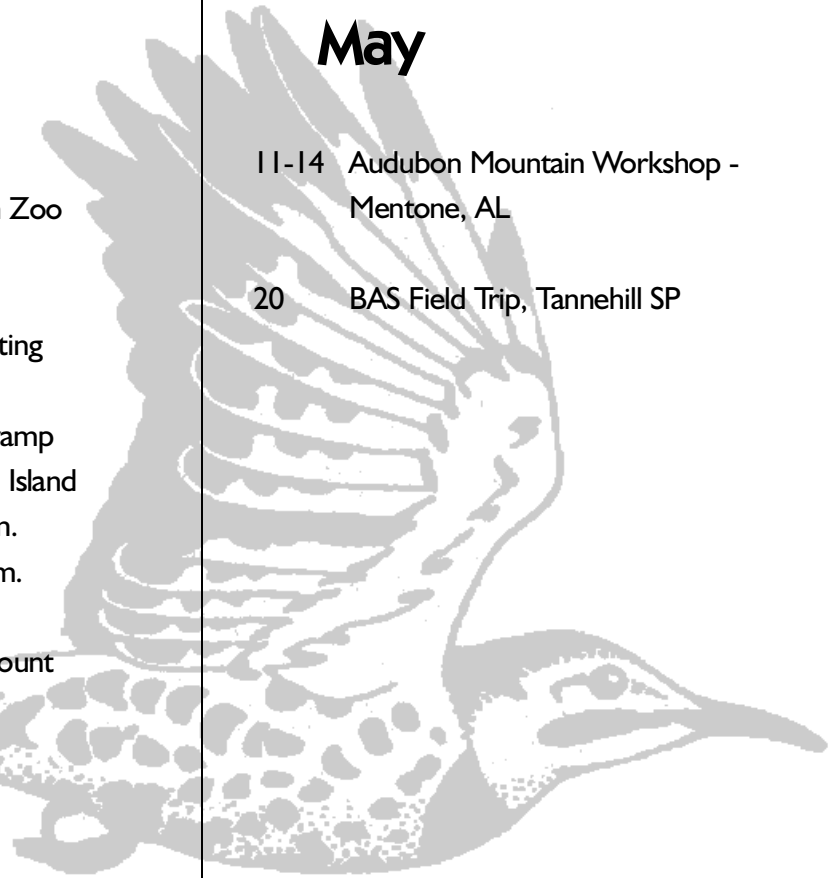 Zoo
ting
amp
Island
m.
ount
May
11-14 Audubon Mountain Workshop -
Mentone, AL
20 BAS Field Trip, Tannehill SP